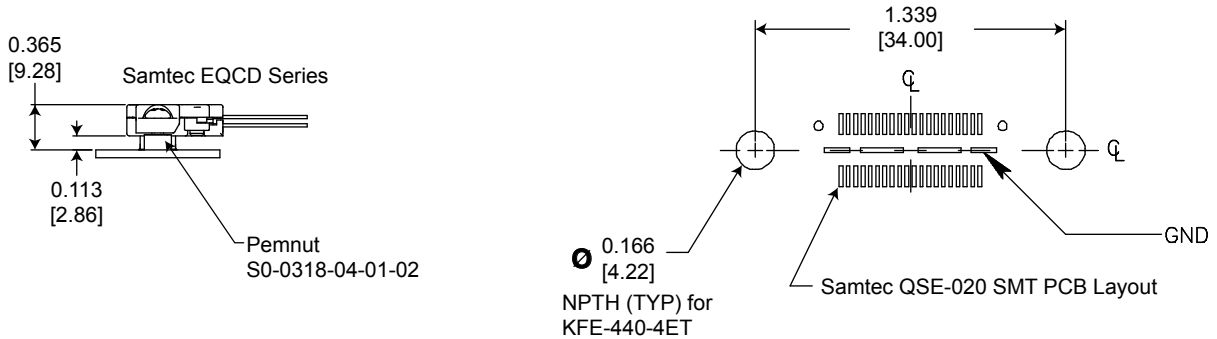 0.365
[9.28]
Samtec EQCD Series
0.113
[2.86]
Pemnut
S0-0318-04-01-02
1.339
[34.00]
℄
℄
GND
Ø 0.166
[4.22]
NPTH (TYP) for
KFE-440-4ET
Samtec QSE-020 SMT PCB Layout